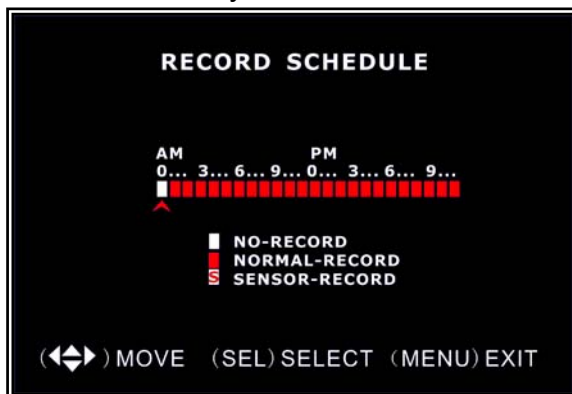 RECORD SCHEDULE
AM PM
0... 3... 6... 9... 0... 3... 6... 9...
NO-RECORD
NORMAL-RECORD
S SENSOR-RECORD
(◀♦▶) MOVE (SEL) SELECT (MENU) EXIT